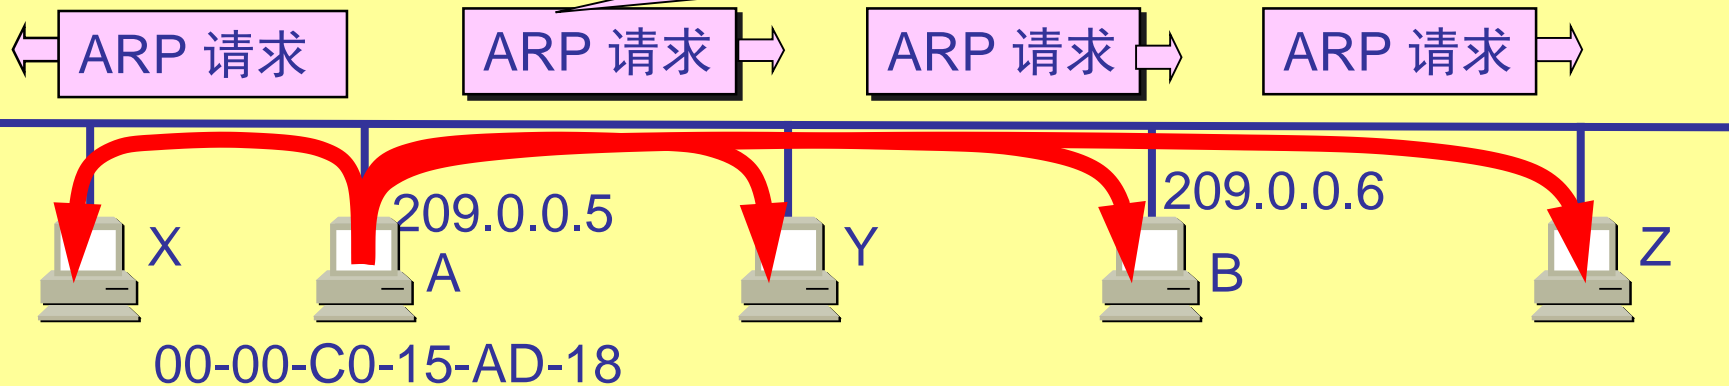 ARP 请求
ARP 请求
ARP 请求
ARP 请求
209.0.0.5
209.0.0.6
X
A
Y
B
Z
00-00-C0-15-AD-18